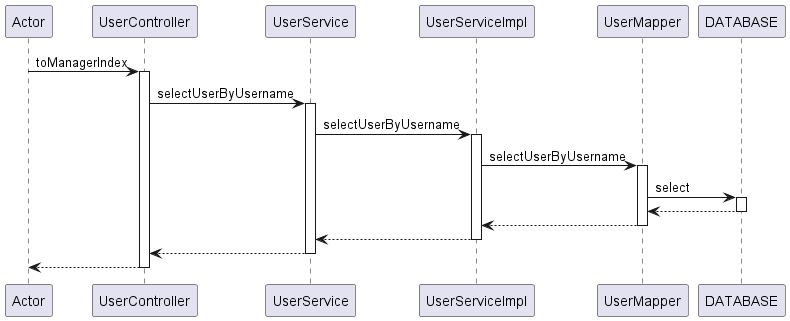 Actor UserController UserService UserServiceImpl UserMapper DATABASE
toManagerIndex
selectUserByUsername
selectUserByUsername
selectUserByUsername
select
Actor UserController UserService UserServiceImpl UserMapper DATABASE